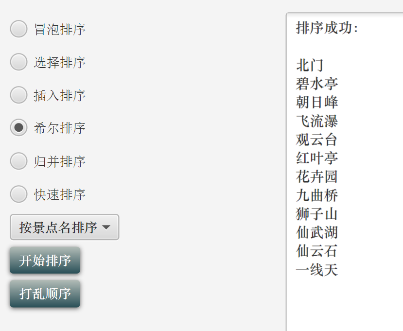 冒泡排序
选择排序
插入排序
希尔排序
归并排序
快速排序
按景点名排序
开始排序
打乱顺序
排序成功:
北门
碧水亭
朝日峰
飞流瀑
观云台
红叶亭
花卉园
九曲桥
狮子山
仙武湖
仙云石
一线天